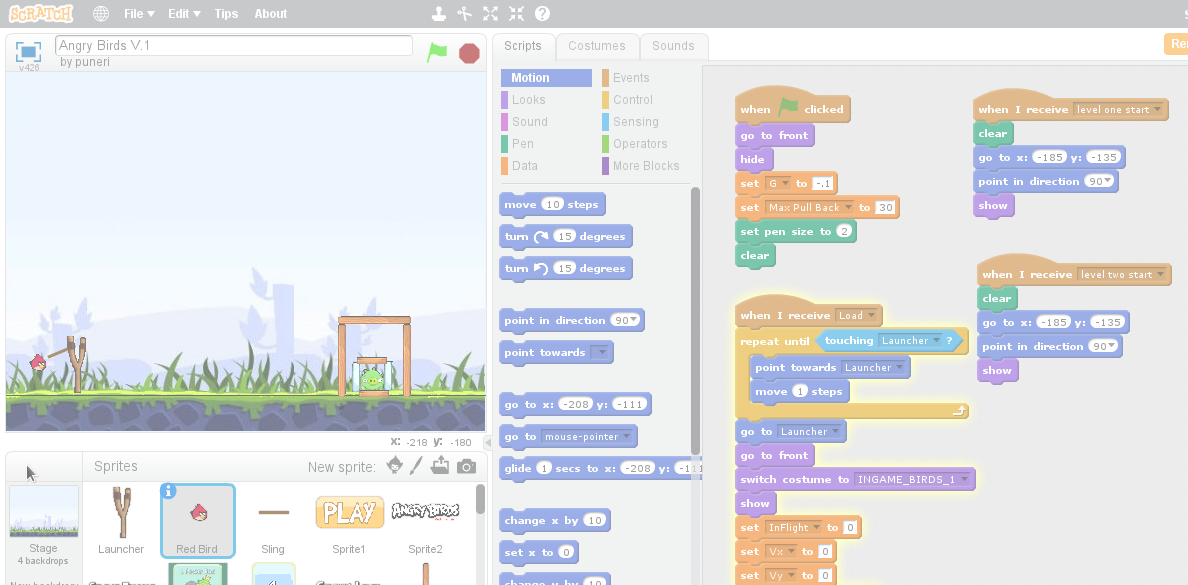 SCRATCH
File Edit Tips About
Angry Birds V.1
by puneri
v426
Scripts Costumes Sounds
Motion Events
Looks Control
Sound Sensing
Pen Operators
Data More Blocks
move 10 steps
turn 15 degrees
turn 15 degrees
point in direction 90
point towards
go to x: -208 y: -111
go to mouse-pointer
glide 1 secs to x: -208 y: -111
change x by 10
set x to 0
change y by 10
when clicked
go to front
hide
set G to -.1
set Max Pull Back to 30
set pen size to 2
clear
when I receive Load
repeat until touching Launcher ?
point towards Launcher
move 1 steps
go to Launcher
go to front
switch costume to INGAME_BIRDS_1
show
set InFlight to 0
set Vx to 0
set Vy to 0
when I receive level one start
clear
go to x: -185 y: -135
point in direction 90
show
when I receive level two start
clear
go to x: -185 y: -135
point in direction 90
show
X: -218 y: -180
Sprites New sprite:
Stage
4 backdrops
New backdrop
Launcher
Red Bird
Sling
PLAY
Sprite1
ANGRY BIRDS
Sprite2